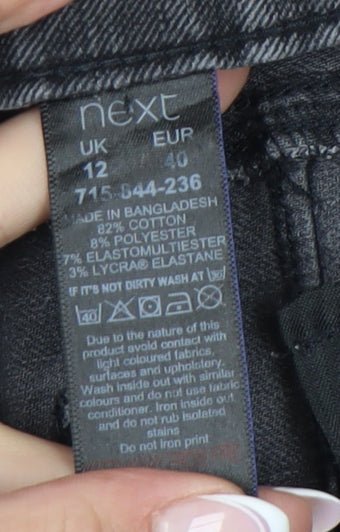 next
UK EUR
12 40
715-844-236
MADE IN BANGLADESH
82% COTTON
8% POLYESTER
7% ELASTOMULTIESTER
3% LYCRA® ELASTANE
IF IT'S NOT DIRTY WASH AT 30
40
Due to the nature of this
product avoid contact with
light coloured fabrics,
surfaces and upholstery.
Wash inside out with similar
colours and do not use fabric
conditioner. Iron inside out
and do not rub isolated
stains
Do not iron print